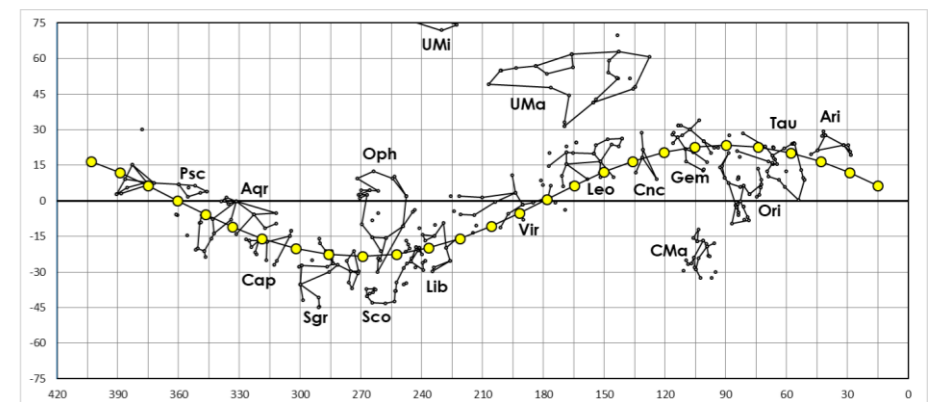 75
UMi
60
UMa
45
30
Tau
Ari
Oph
15
Psc
Aqr
Gem
Leo
Cnc
0
Ori
Vir
-15
CMa
Cap
-30
Lib
Sgr
Sco
-45
-60
-75
420 390 360 330 300 270 240 210 180 150 120 90 60 30 0